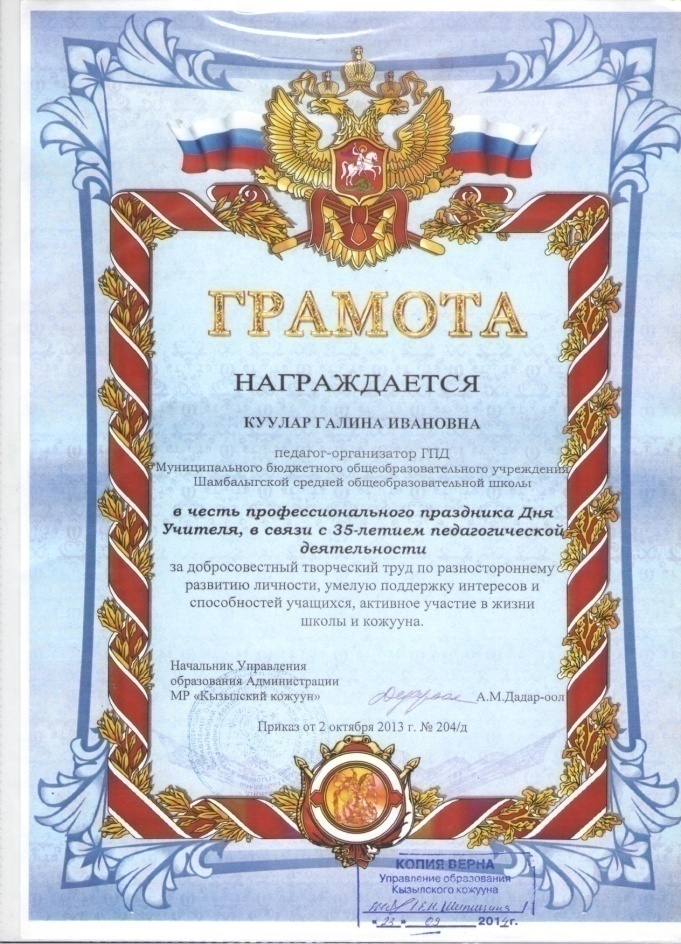 ГРАМОТА
НАГРАЖДАЕТСЯ
КУУЛАР ГАЛИНА ИВАНОВНА
педагог-организатор ГПД
Муниципального бюджетного общеобразовательного учреждения
Шамбалыгской средней общеобразовательной школы
в честь профессионального праздника Дня
Учителя, в связи с 35-летием педагогической
деятельности
за добросовестный творческий труд по разностороннему
развитию личности, умелую поддержку интересов и
способностей учащихся, активное участие в жизни
школы и кожууна.
Начальник Управления
образования Администрации
МР «Кызылский кожуун»
А.М.Дадар-оол
Приказ от 2 октября 2013 г. № 204/д
КОПИЯ ВЕРНА
Управление образования
Кызылского кожууна
« 23 » 09 2014г.